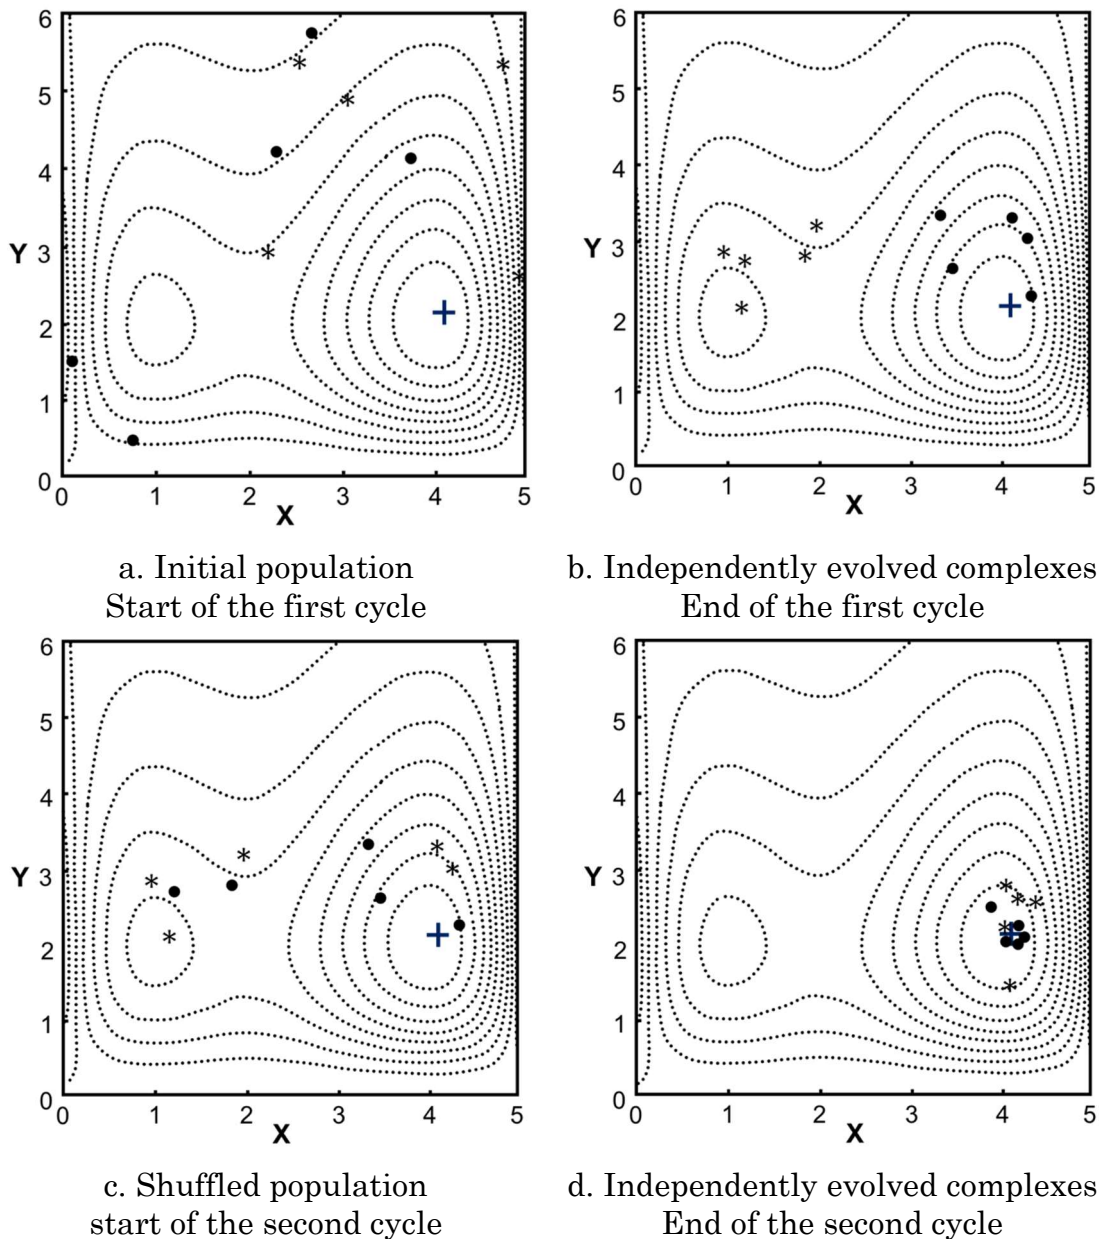 6
5
4
Y 3
2
1
0
0 1 2 3 4 5
X
6
5
4
Y 3
2
1
0
0 1 2 3 4 5
X
a. Initial population
Start of the first cycle
b. Independently evolved complexes
End of the first cycle
6
5
4
Y 3
2
1
0
0 1 2 3 4 5
X
6
5
4
Y 3
2
1
0
0 1 2 3 4 5
X
c. Shuffled population
start of the second cycle
d. Independently evolved complexes
End of the second cycle